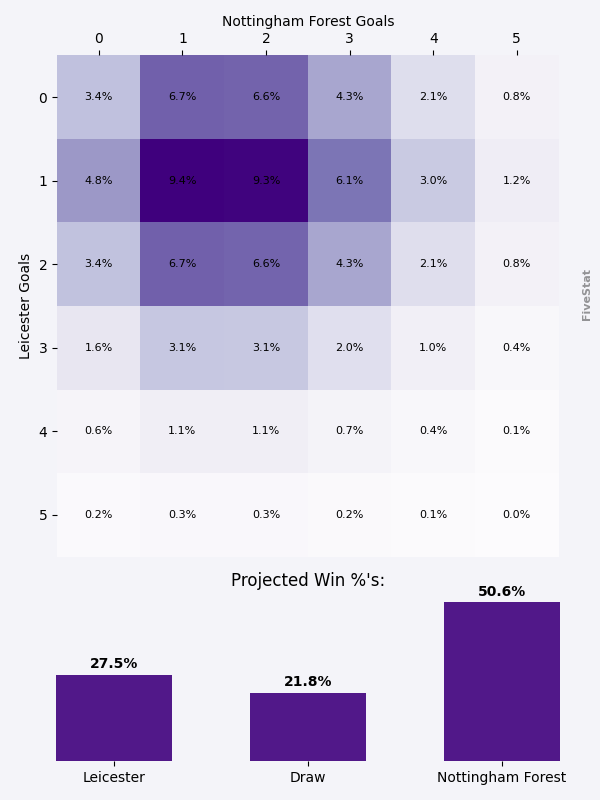 Nottingham Forest Goals
0 1 2 3 4 5
0 3.4% 6.7% 6.6% 4.3% 2.1% 0.8%
1 4.8% 9.4% 9.3% 6.1% 3.0% 1.2%
2 3.4% 6.7% 6.6% 4.3% 2.1% 0.8%
3 1.6% 3.1% 3.1% 2.0% 1.0% 0.4%
4 0.6% 1.1% 1.1% 0.7% 0.4% 0.1%
5 0.2% 0.3% 0.3% 0.2% 0.1% 0.0%
Leicester Goals
FiveStat
Projected Win %'s:
27.5% 21.8% 50.6%
Leicester Draw Nottingham Forest